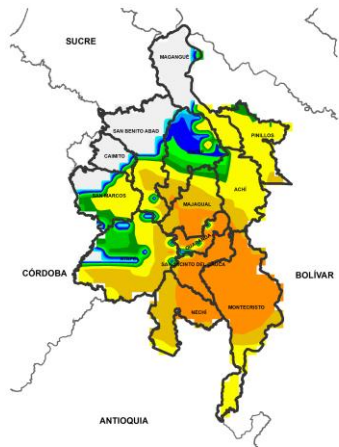 SUCRE
MAGANGUÉ
SAN BENITO ABAD
PINILLOS
CAIMITO
ACHÍ
SAN MARCOS
MAJAGUAL
CÓRDOBA
BOLÍVAR
MONTECRISTO
NECHÍ
ANTIOQUIA